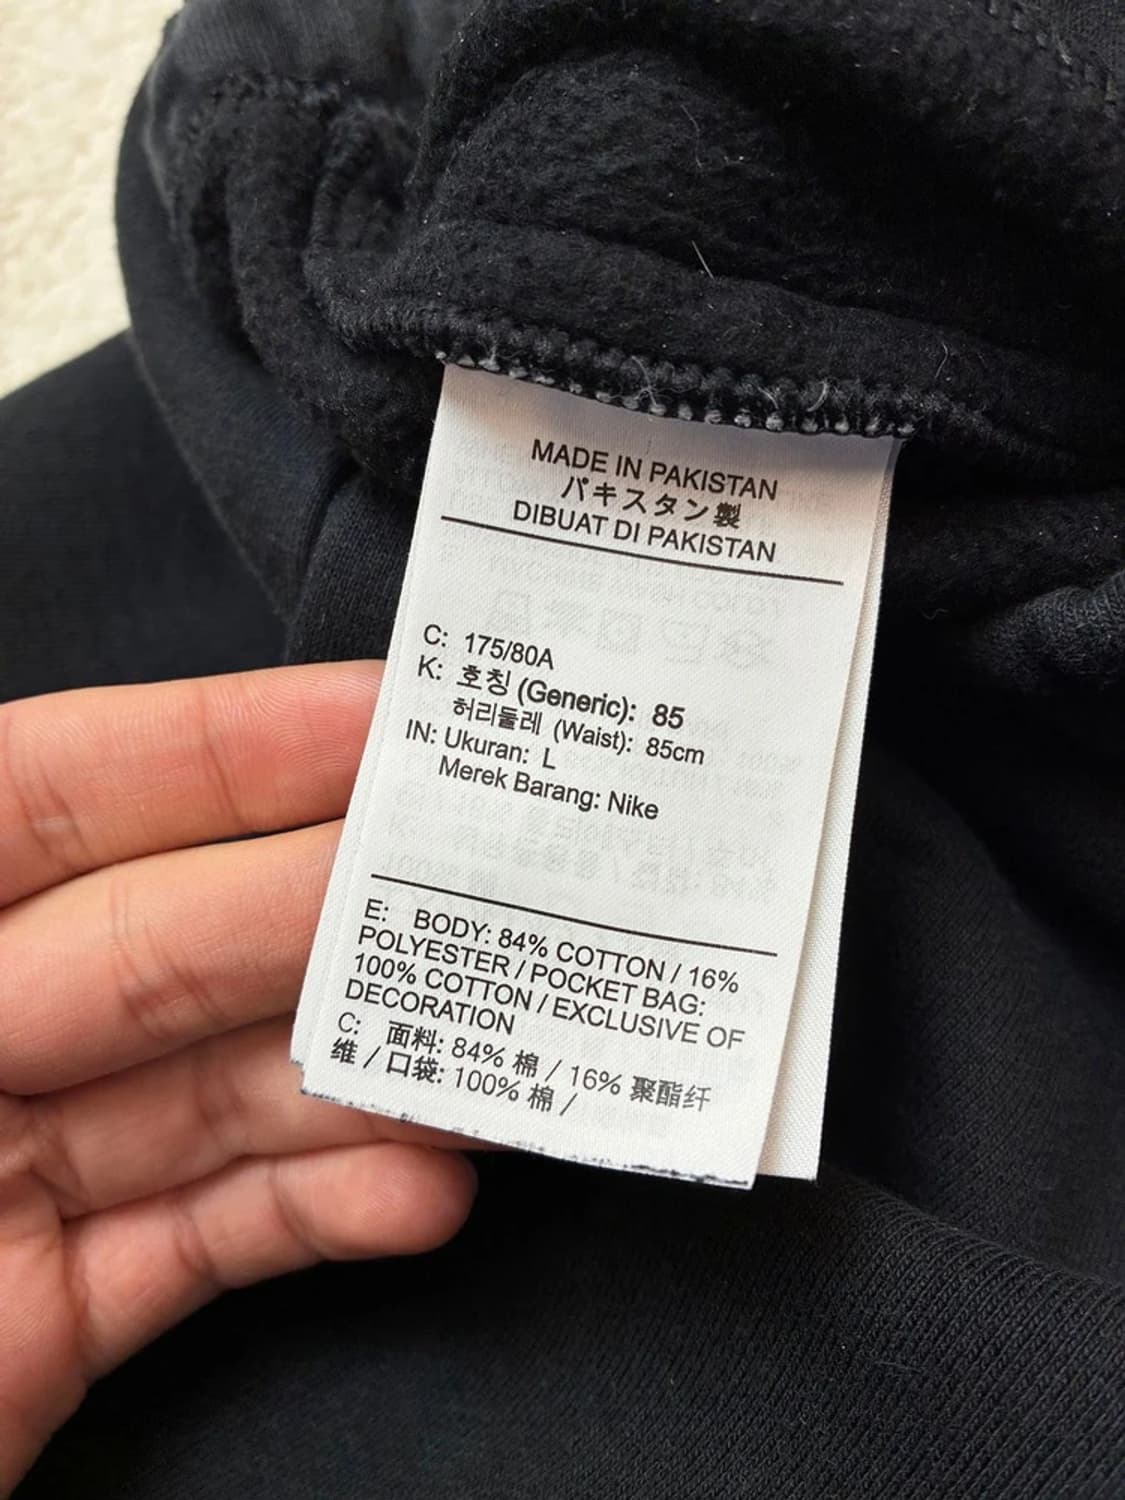 MADE IN PAKISTAN
パキスタン製
DIBUAT DI PAKISTAN
C: 175/80A
K: 호칭 (Generic): 85
허리둘레 (Waist): 85cm
IN: Ukuran: L
Merek Barang: Nike
E: BODY: 84% COTTON / 16%
POLYESTER / POCKET BAG:
100% COTTON / EXCLUSIVE OF
DECORATION
C: 面料: 84% 棉 / 16% 聚酯纤
维 / 口袋: 100% 棉 /